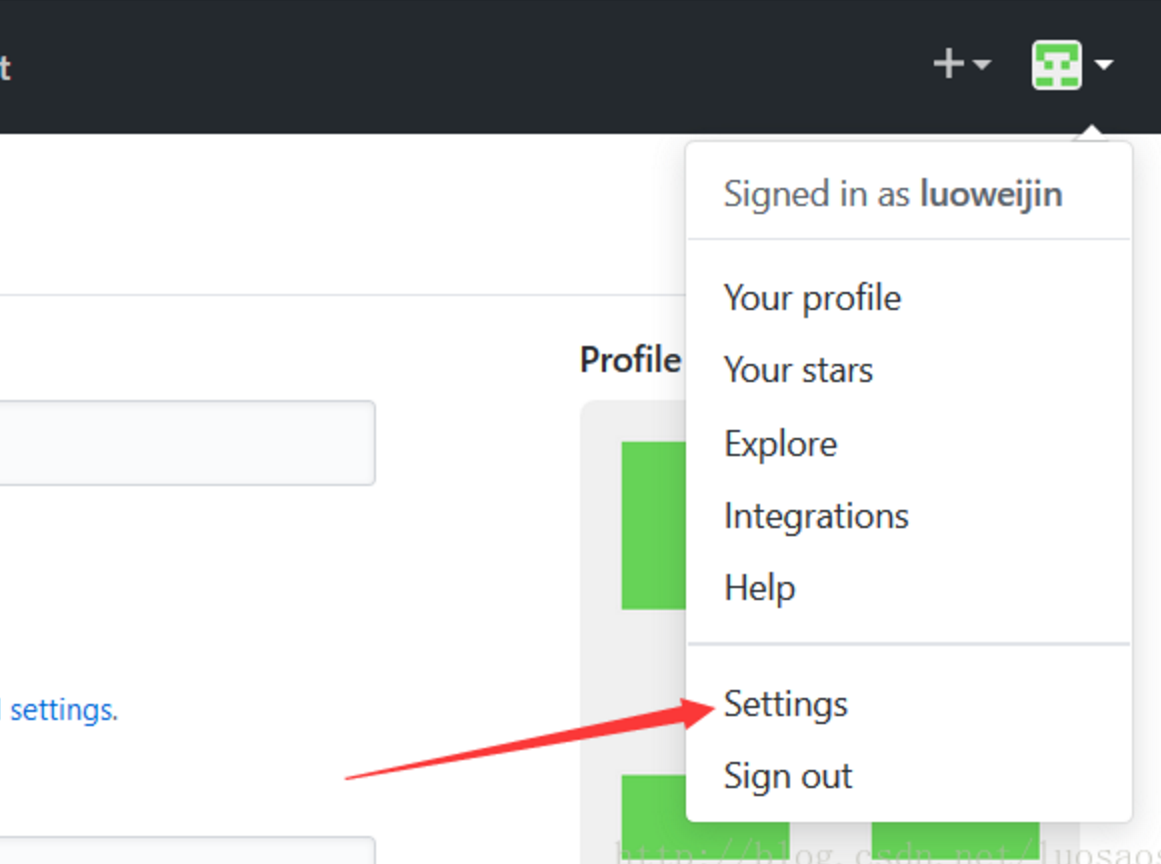 t
Signed in as luoweijin
Your profile
Your stars
Profile
Explore
Integrations
Help
settings.
Settings
Sign out
http://blog.csdn.net/luosaos